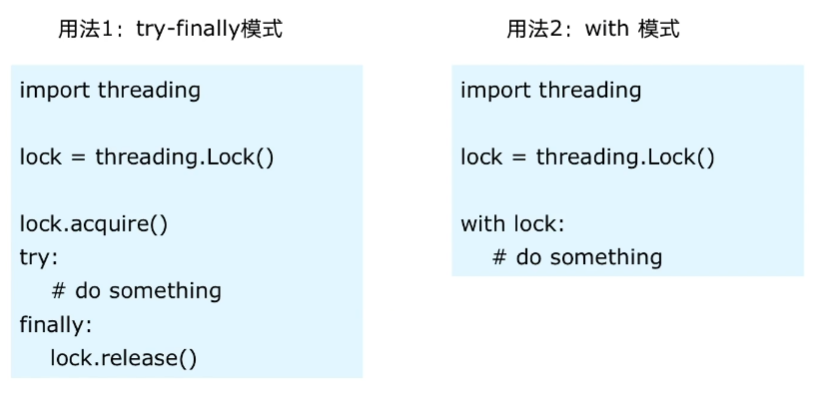 用法1：try-finally模式
import threading
lock = threading.Lock()
lock.acquire()
try:
# do something
finally:
lock.release()
用法2：with 模式
import threading
lock = threading.Lock()
with lock:
# do something